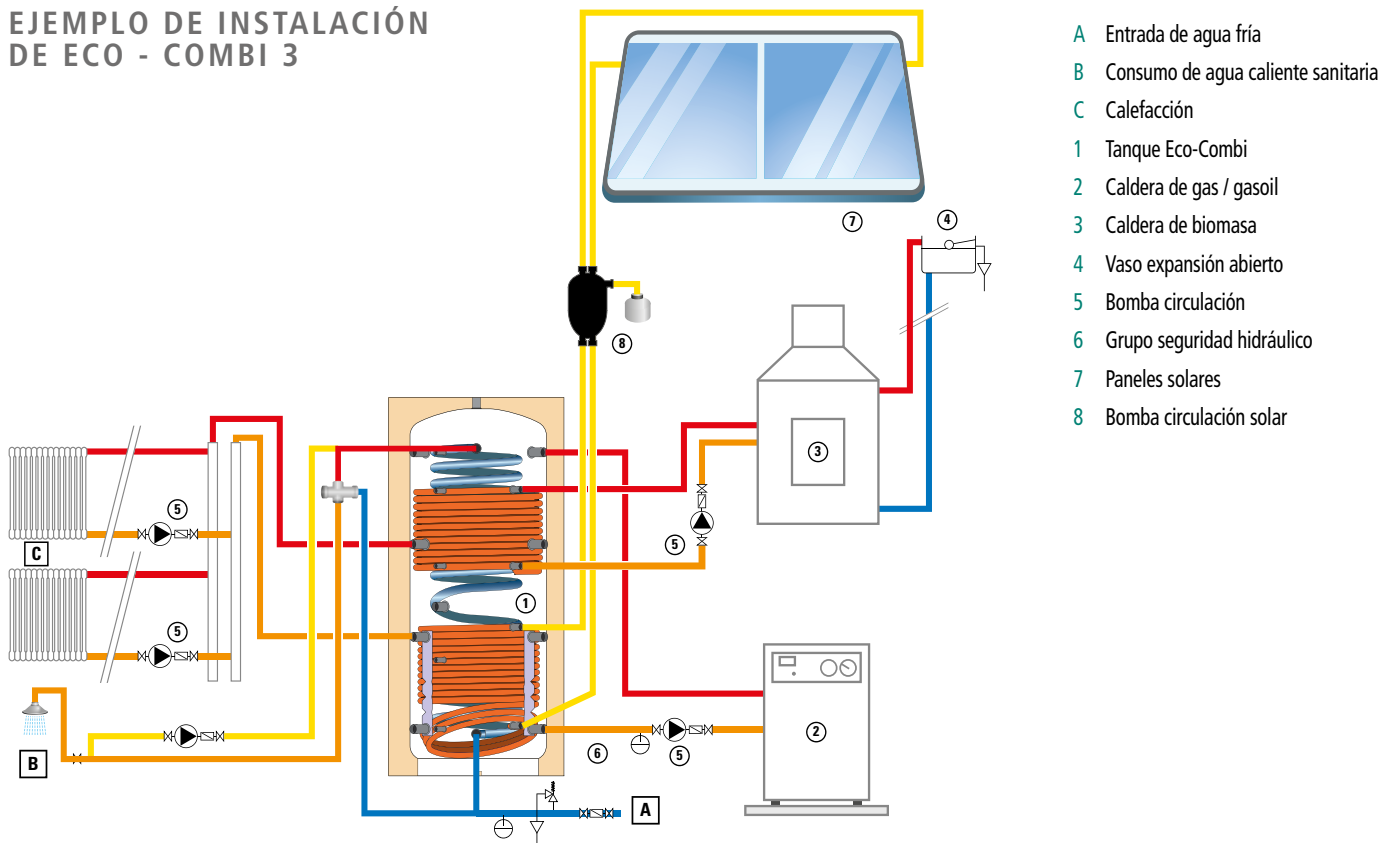 EJEMPLO DE INSTALACIÓN
DE ECO - COMBI 3
A Entrada de agua fría
B Consumo de agua caliente sanitaria
C Calefacción
1 Tanque Eco-Combi
2 Caldera de gas / gasoil
3 Caldera de biomasa
4 Vaso expansión abierto
5 Bomba circulación
6 Grupo seguridad hidráulico
7 Paneles solares
8 Bomba circulación solar
7
4
8
3
5
C
5
1
5
B
6
5
2
A